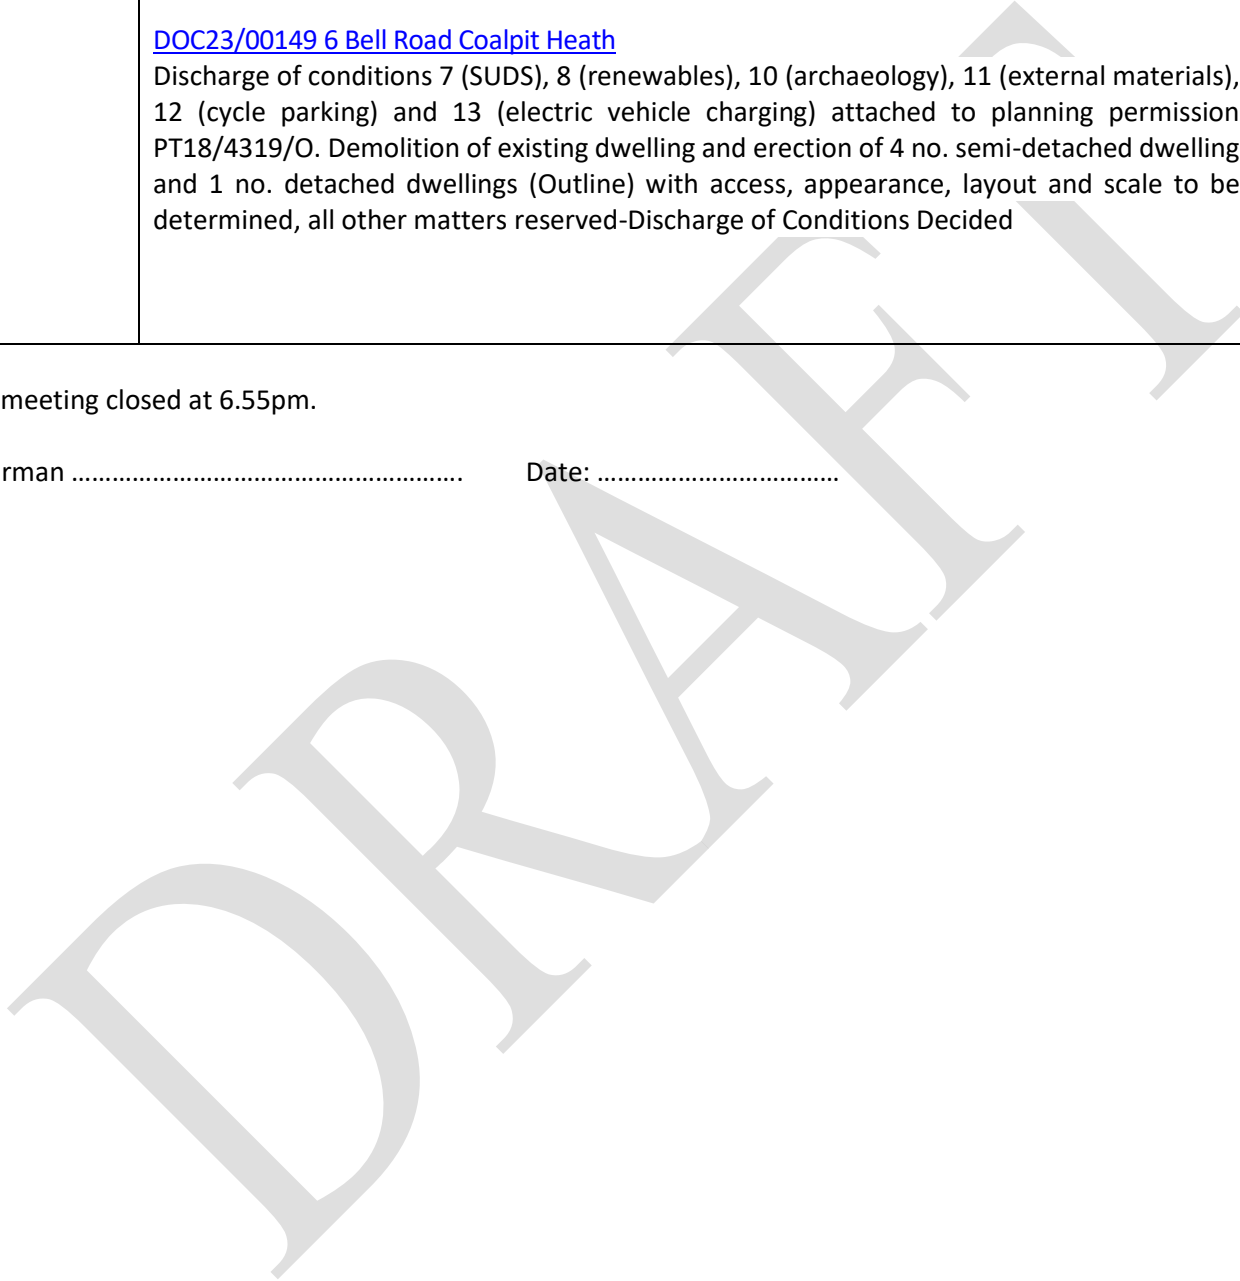 DOC23/00149 6 Bell Road Coalpit Heath
Discharge of conditions 7 (SUDS), 8 (renewables), 10 (archaeology), 11 (external materials),
12 (cycle parking) and 13 (electric vehicle charging) attached to planning permission
PT18/4319/O. Demolition of existing dwelling and erection of 4 no. semi-detached dwelling
and 1 no. detached dwellings (Outline) with access, appearance, layout and scale to be
determined, all other matters reserved-Discharge of Conditions Decided
meeting closed at 6.55pm.
rman …………………………………………………. Date: ………………………………
DRAFT